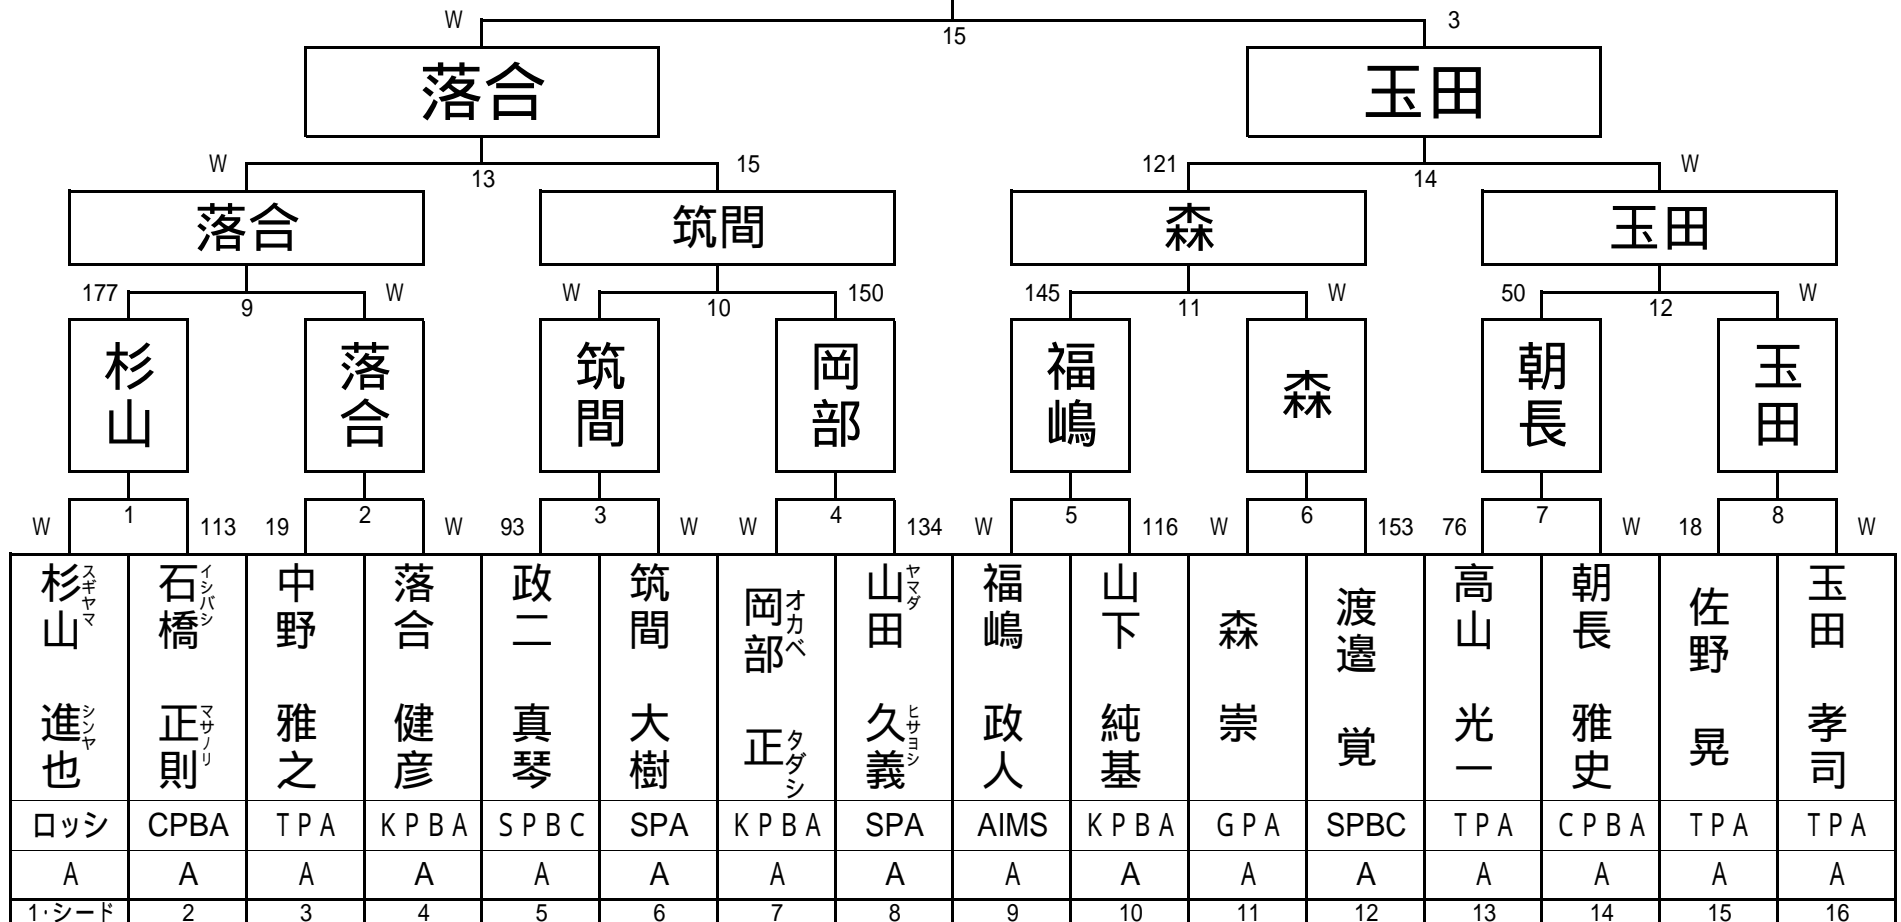 W 3
15
落合 玉田
W 15 121 W
13 14
落合 筑間 森 玉田
177 W W 150 145 W 50 W
9 10 11 12
杉山 落合 筑間 岡部 福嶋 森 朝長 玉田
1 2 3 4 5 6 7 8
W 113 19 W 93 W W 134 W 116 W 153 76 W 18 W
杉山 進也
スギヤマ シンヤ
石橋 正則
イシバシ マサノリ
中野 雅之
落合 健彦
政二 真琴
筑間 大樹
岡部 正
オカベ タダシ
山田 久義
ヤマダ ヒサヨシ
福嶋 政人
山下 純基
森 崇
渡邉 覚
高山 光一
朝長 雅史
佐野 晃
玉田 孝司
ロッシ CPBA TPA KPBA SPBC SPA KPBA SPA AIMS KPBA GPA SPBC TPA CPBA TPA TPA
A A A A A A A A A A A A A A A A
1・シード 2 3 4 5 6 7 8 9 10 11 12 13 14 15 16